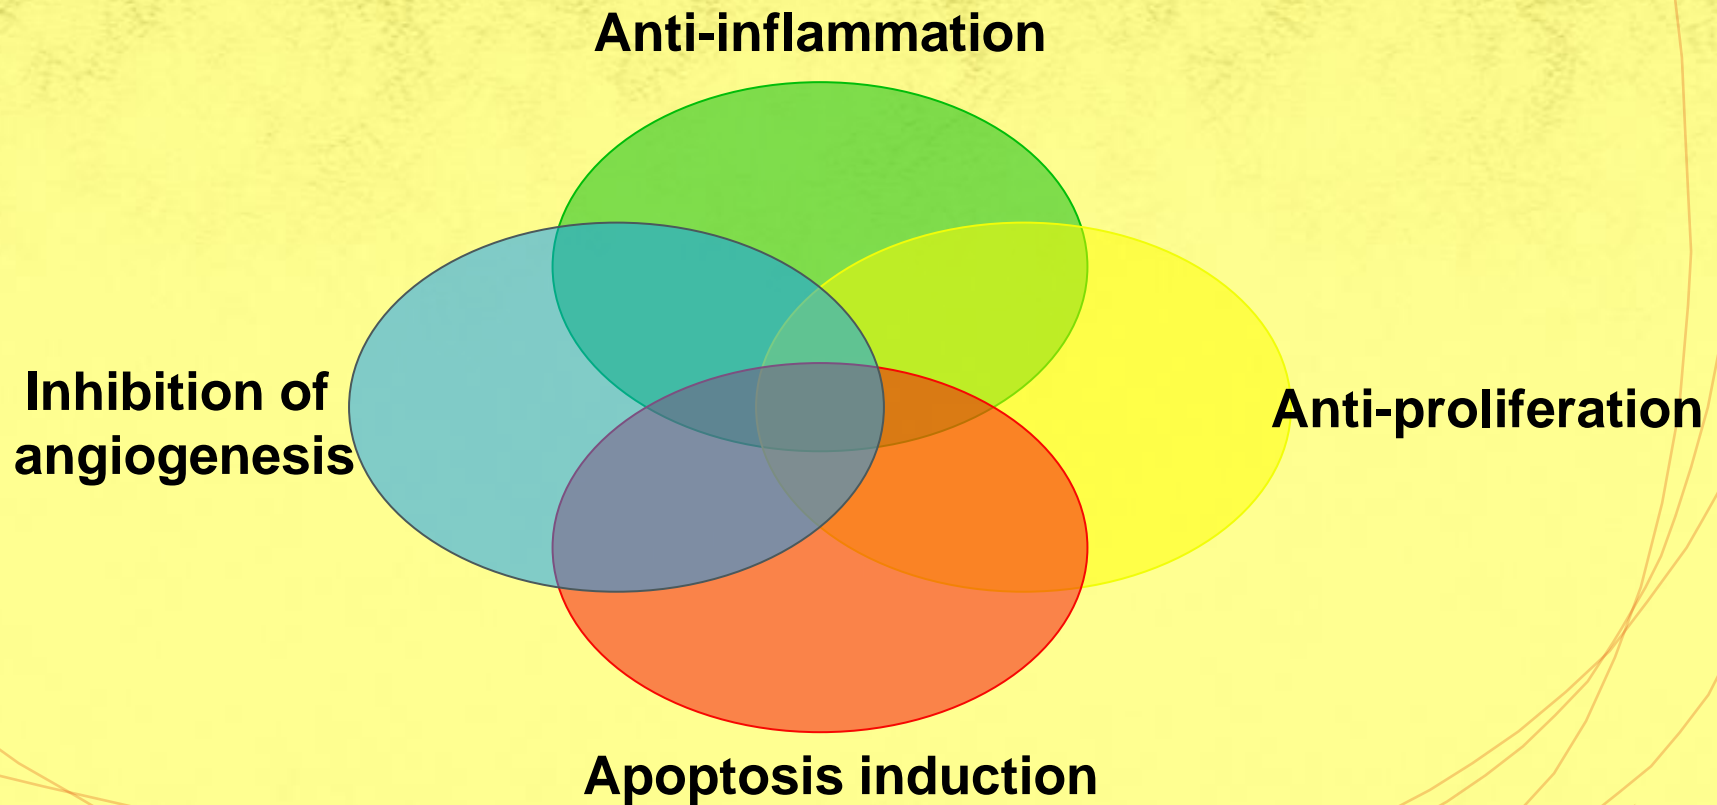 Anti-inflammation
Inhibition of
angiogenesis
Anti-proliferation
Apoptosis induction